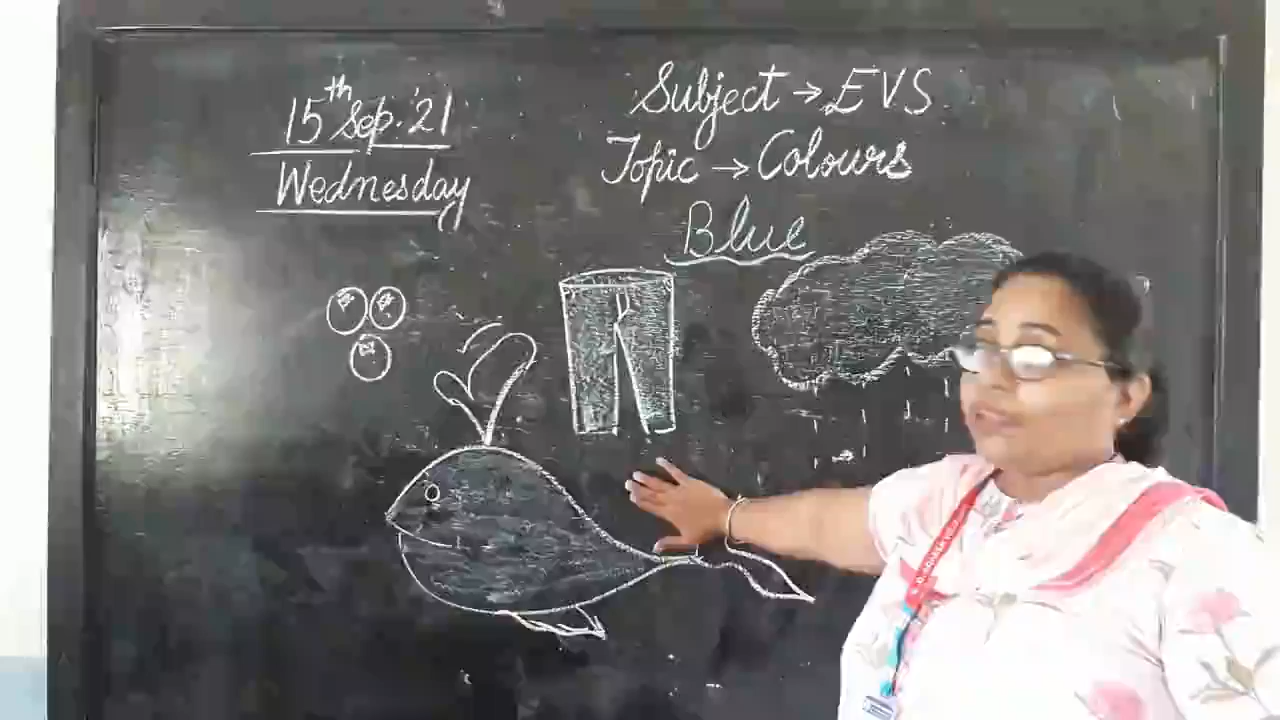 15th Sep.'21
Wednesday
Subject → EVS
Topic → Colours
Blue